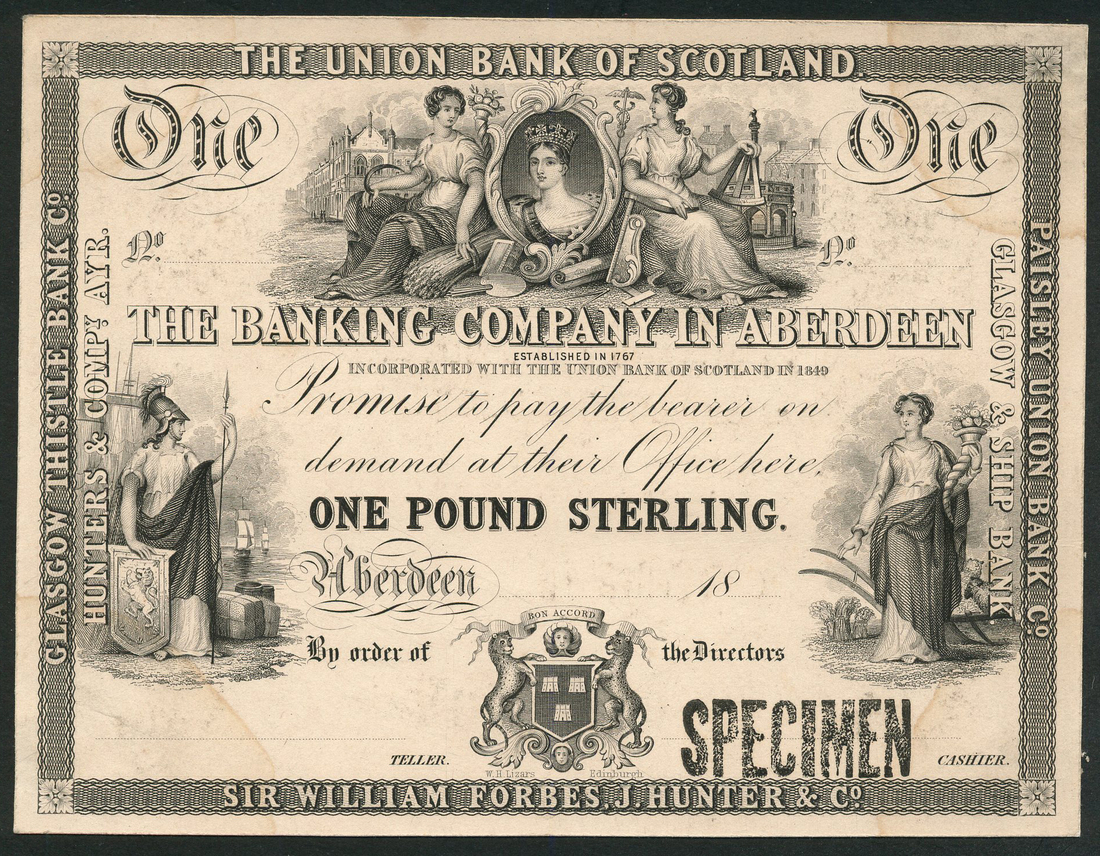 THE UNION BANK OF SCOTLAND.
One
One
No.
No.
THE BANKING COMPANY IN ABERDEEN
ESTABLISHED IN 1767
INCORPORATED WITH THE UNION BANK OF SCOTLAND IN 1849
Promise to pay the bearer on
demand at their Office here,
ONE POUND STERLING.
Aberdeen 18
BON ACCORD
By order of the Directors
SPECIMEN
TELLER. CASHIER.
W.H. Lizars Edinburgh
SIR WILLIAM FORBES, J. HUNTER & Co.
GLASGOW THISTLE BANK Co.
HUNTERS & COMPy. AYR.
PAISLEY UNION BANK Co.
GLASGOW & SHIP BANK